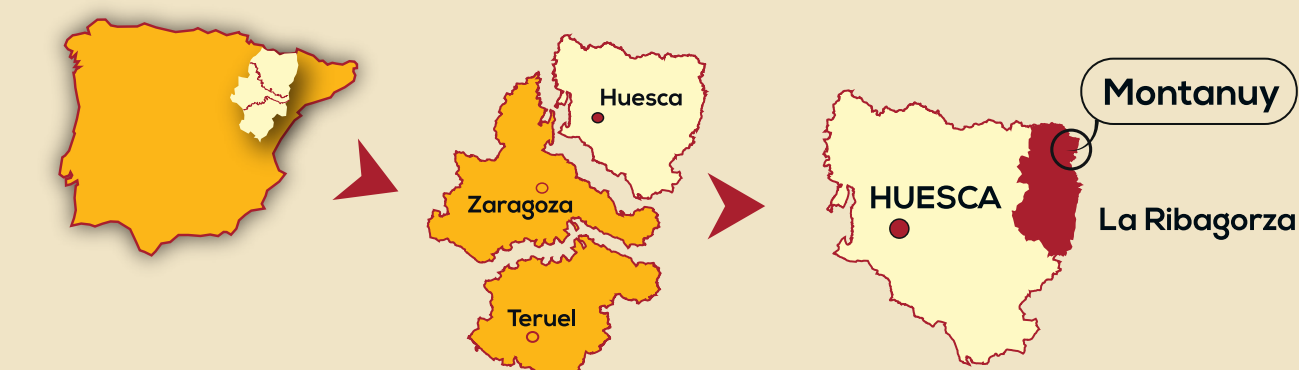 Huesca
Zaragoza
Teruel
Montanuy
HUESCA
La Ribagorza